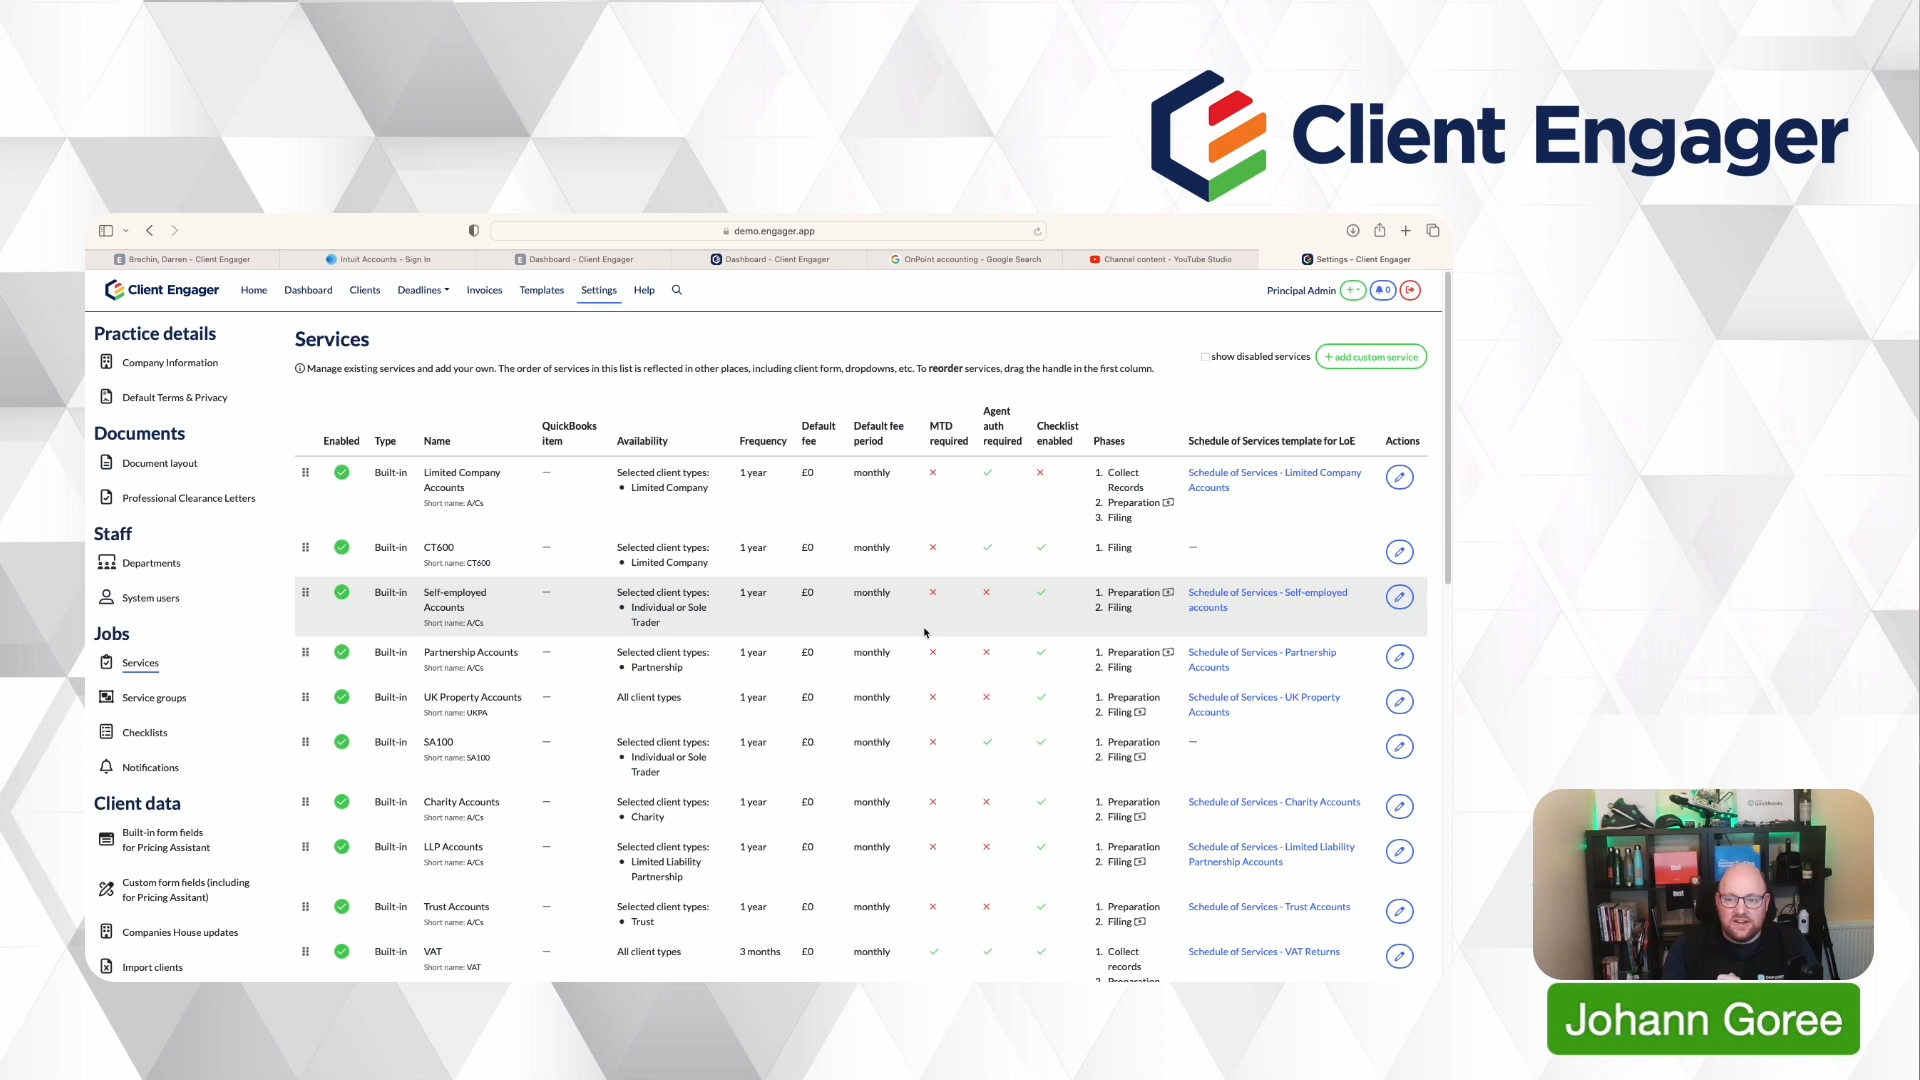 Client Engager
demo.engager.app
Brechin, Darren - Client Engager
Intuit Accounts - Sign In
Dashboard - Client Engager
Dashboard - Client Engager
OnPoint accounting - Google Search
Channel content - YouTube Studio
Settings - Client Engager
Client Engager Home Dashboard Clients Deadlines Invoices Templates Settings Help
Principal Admin + 0
Practice details
Company Information
Default Terms & Privacy
Documents
Document layout
Professional Clearance Letters
Staff
Departments
System users
Jobs
Services
Service groups
Checklists
Notifications
Client data
Built-in form fields
for Pricing Assistant
Custom form fields (including
for Pricing Assitant)
Companies House updates
Import clients
Services
show disabled services
+ add custom service
Manage existing services and add your own. The order of services in this list is reflected in other places, including client form, dropdowns, etc. To reorder services, drag the handle in the first column.
Enabled Type Name QuickBooks item Availability Frequency Default fee Default fee period MTD required Agent auth required Checklist enabled Phases Schedule of Services template for LoE Actions
Built-in Limited Company Accounts — Selected client types: 1 year £0 monthly 1. Collect Records Schedule of Services - Limited Company Accounts
Short name: A/Cs • Limited Company 2. Preparation
3. Filing
Built-in CT600 — Selected client types: 1 year £0 monthly 1. Filing —
Short name: CT600 • Limited Company
Built-in Self-employed Accounts — Selected client types: 1 year £0 monthly 1. Preparation Schedule of Services - Self-employed accounts
Short name: A/Cs • Individual or Sole Trader 2. Filing
Built-in Partnership Accounts — Selected client types: 1 year £0 monthly 1. Preparation Schedule of Services - Partnership Accounts
Short name: A/Cs • Partnership 2. Filing
Built-in UK Property Accounts — All client types 1 year £0 monthly 1. Preparation Schedule of Services - UK Property Accounts
Short name: UKPA 2. Filing
Built-in SA100 — Selected client types: 1 year £0 monthly 1. Preparation —
Short name: SA100 • Individual or Sole Trader 2. Filing
Built-in Charity Accounts — Selected client types: 1 year £0 monthly 1. Preparation Schedule of Services - Charity Accounts
Short name: A/Cs • Charity 2. Filing
Built-in LLP Accounts — Selected client types: 1 year £0 monthly 1. Preparation Schedule of Services - Limited Liability Partnership Accounts
Short name: A/Cs • Limited Liability Partnership 2. Filing
Built-in Trust Accounts — Selected client types: 1 year £0 monthly 1. Preparation Schedule of Services - Trust Accounts
Short name: A/Cs • Trust 2. Filing
Built-in VAT — All client types 3 months £0 monthly 1. Collect records Schedule of Services - VAT Returns
Short name: VAT
Johann Goree